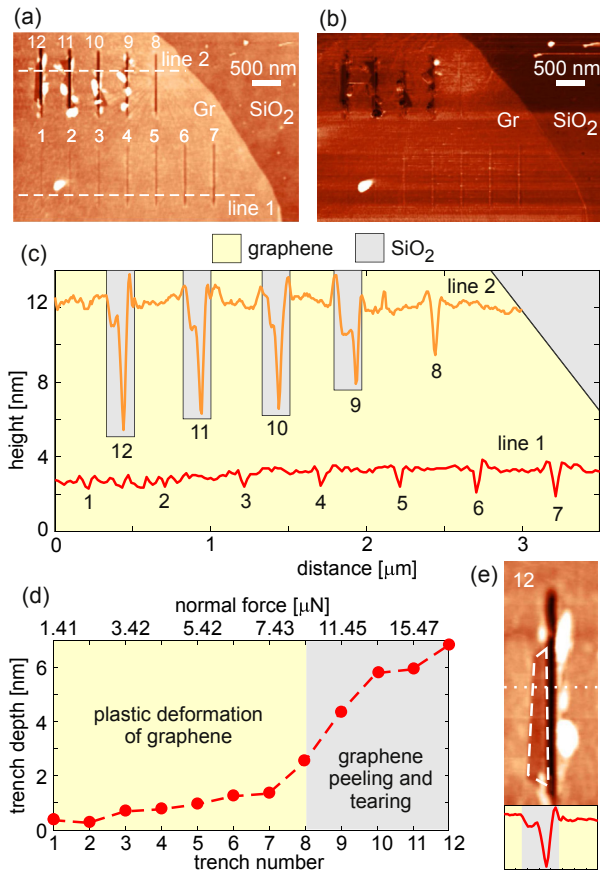 (a)
12 11 10 9 8
line 2
500 nm
Gr
SiO2
1 2 3 4 5 6 7
line 1
(b)
500 nm
Gr
SiO2
(c)
graphene
SiO2
12
8
4
0
height [nm]
line 2
8
9
10
11
12
line 1
1 2 3 4 5 6 7
0 1 2 3
distance [μm]
(d)
normal force [μN]
1.41 3.42 5.42 7.43 11.45 15.47
6
4
2
0
trench depth [nm]
plastic deformation
of graphene
graphene
peeling and
tearing
1 2 3 4 5 6 7 8 9 10 11 12
trench number
(e)
12